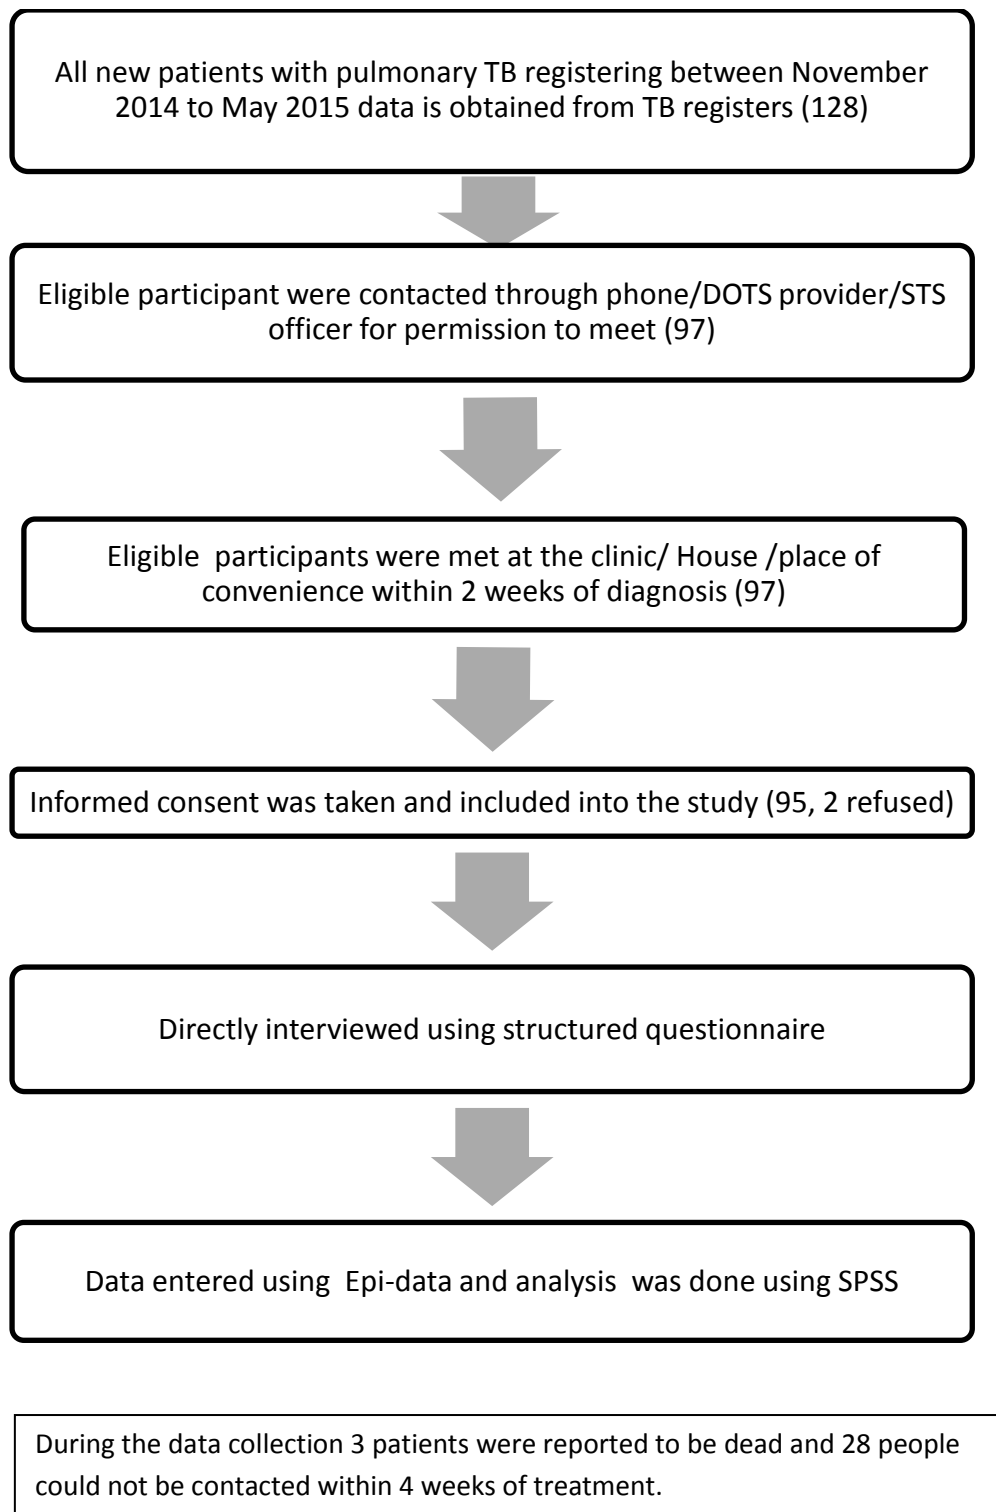 All new patients with pulmonary TB registering between November
2014 to May 2015 data is obtained from TB registers (128)
Eligible participant were contacted through phone/DOTS provider/STS
officer for permission to meet (97)
Eligible  participants were met at the clinic/ House /place of
convenience within 2 weeks of diagnosis (97)
Informed consent was taken and included into the study (95, 2 refused)
Directly interviewed using structured questionnaire
Data entered using  Epi-data and analysis  was done using SPSS
During the data collection 3 patients were reported to be dead and 28 people
could not be contacted within 4 weeks of treatment.